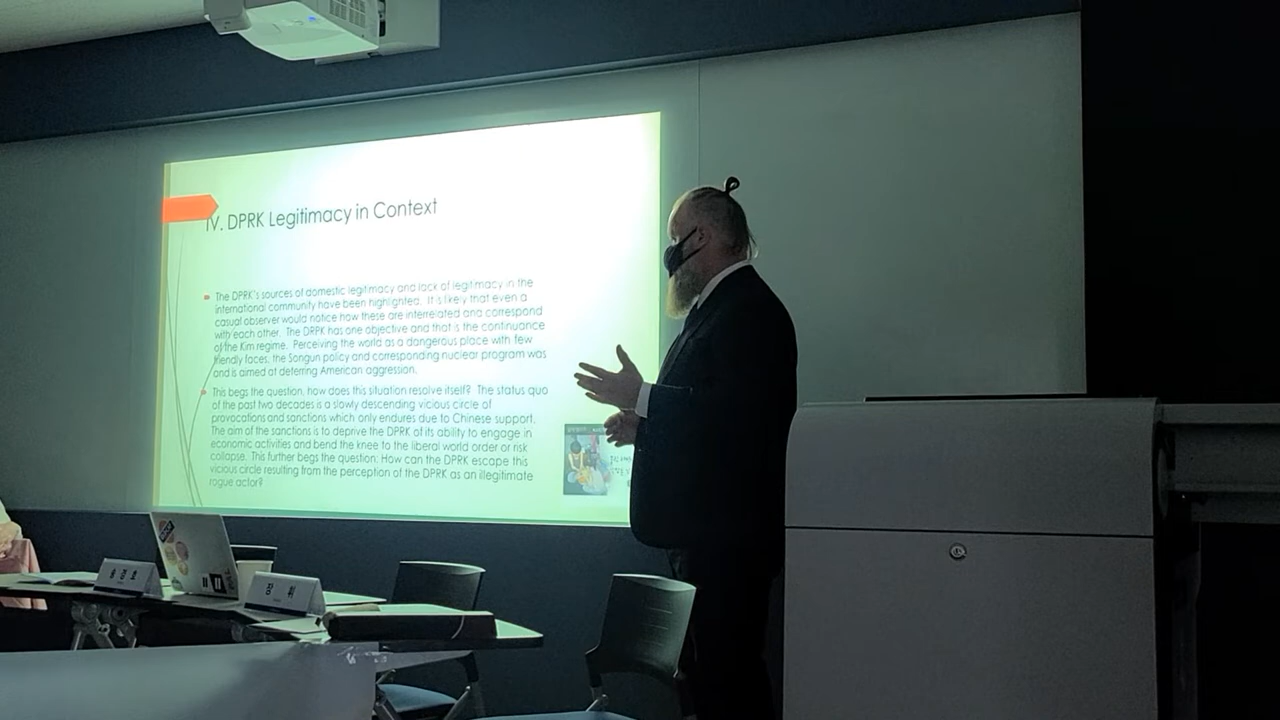 IV. DPRK Legitimacy in Context
The DPRK's sources of domestic legitimacy and lack of legitimacy in the
international community have been highlighted. It is likely that even a
casual observer would notice how these are interrelated and correspond
with each other. The DRPK has one objective and that is the continuance
of the Kim regime. Perceiving the world as a dangerous place with few
friendly faces, the Songun policy and corresponding nuclear program was
and is aimed at deterring American aggression.
This begs the question, how does this situation resolve itself? The status quo
of the past two decades is a slowly descending vicious circle of
provocations and sanctions which only endures due to Chinese support.
The aim of the sanctions is to deprive the DPRK of its ability to engage in
economic activities and bend the knee to the liberal world order or risk
collapse. This further begs the question: How can the DPRK escape this
vicious circle resulting from the perception of the DPRK as an illegitimate
rogue actor?